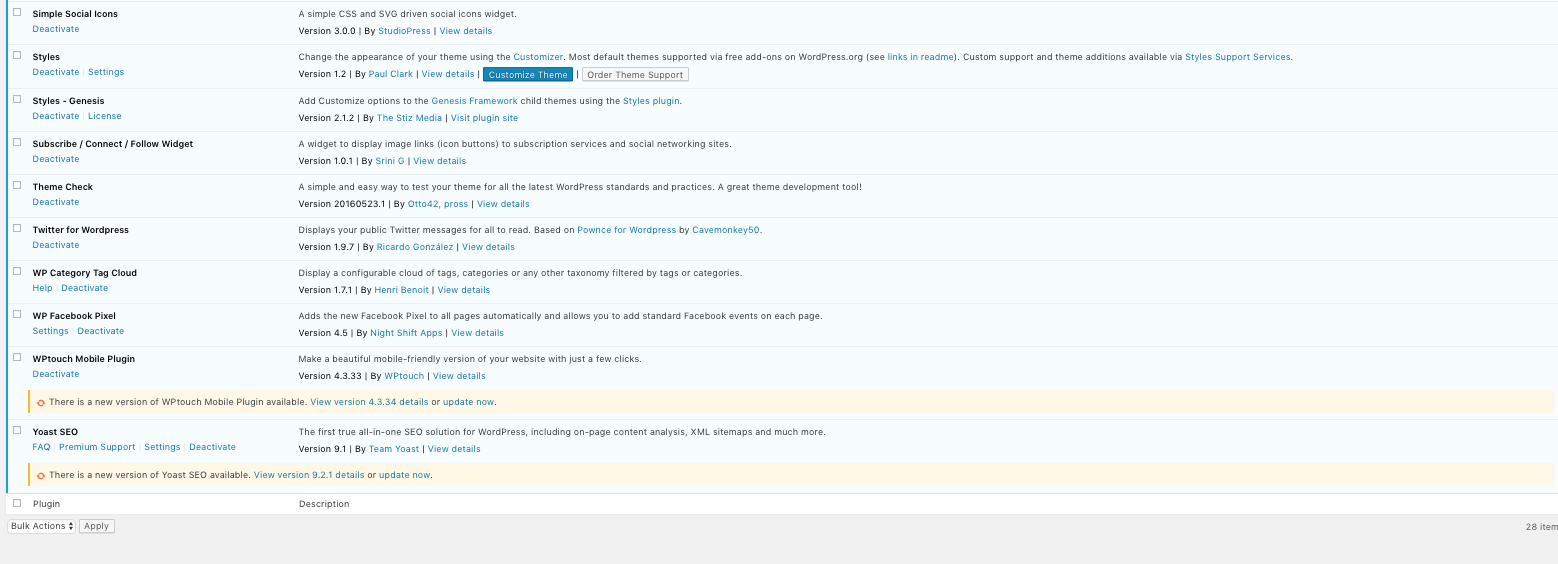 Simple Social Icons
A simple CSS and SVG driven social icons widget.
Deactivate
Version 3.0.0 | By StudioPress | View details
Styles
Change the appearance of your theme using the Customizer. Most default themes supported via free add-ons on WordPress.org (see links in readme). Custom support and theme additions available via Styles Support Services.
Deactivate | Settings
Version 1.2 | By Paul Clark | View details | Customize Theme | Order Theme Support
Styles - Genesis
Add Customize options to the Genesis Framework child themes using the Styles plugin.
Deactivate | License
Version 2.1.2 | By The Stiz Media | Visit plugin site
Subscribe / Connect / Follow Widget
A widget to display image links (icon buttons) to subscription services and social networking sites.
Deactivate
Version 1.0.1 | By Srini G | View details
Theme Check
A simple and easy way to test your theme for all the latest WordPress standards and practices. A great theme development tool!
Deactivate
Version 20160523.1 | By Otto42, pross | View details
Twitter for Wordpress
Displays your public Twitter messages for all to read. Based on Pownce for Wordpress by Cavemonkey50.
Deactivate
Version 1.9.7 | By Ricardo González | View details
WP Category Tag Cloud
Display a configurable cloud of tags, categories or any other taxonomy filtered by tags or categories.
Help | Deactivate
Version 1.7.1 | By Henri Benoit | View details
WP Facebook Pixel
Adds the new Facebook Pixel to all pages automatically and allows you to add standard Facebook events on each page.
Settings | Deactivate
Version 4.5 | By Night Shift Apps | View details
WPtouch Mobile Plugin
Make a beautiful mobile-friendly version of your website with just a few clicks.
Deactivate
Version 4.3.33 | By WPtouch | View details
There is a new version of WPtouch Mobile Plugin available. View version 4.3.34 details or update now.
Yoast SEO
The first true all-in-one SEO solution for WordPress, including on-page content analysis, XML sitemaps and much more.
FAQ | Premium Support | Settings | Deactivate
Version 9.1 | By Team Yoast | View details
There is a new version of Yoast SEO available. View version 9.2.1 details or update now.
Plugin
Description
Bulk Actions
Apply
28 item